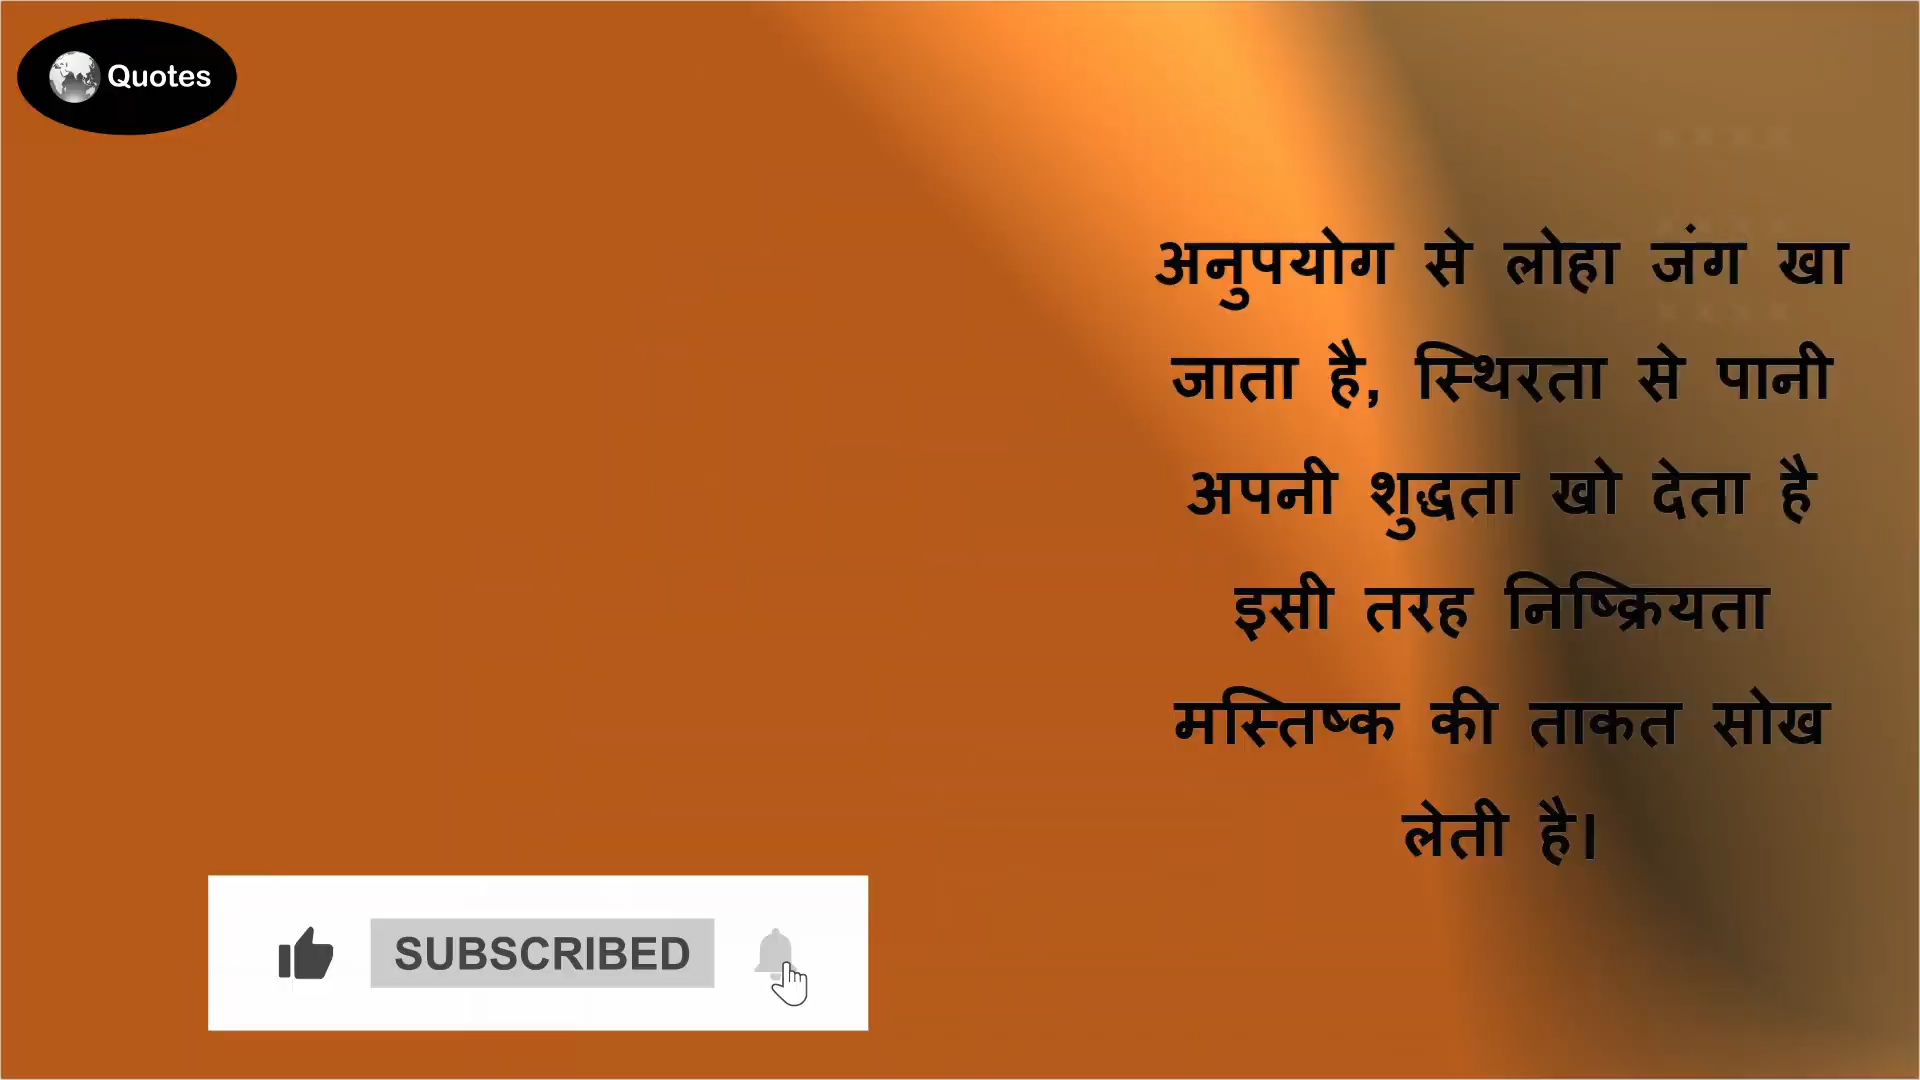 Quotes
अनुपयोग से लोहा जंग खा
जाता है, स्थिरता से पानी
अपनी शुद्धता खो देता है
इसी तरह निष्क्रियता
मस्तिष्क की ताकत सोख
लेती है।
SUBSCRIBED